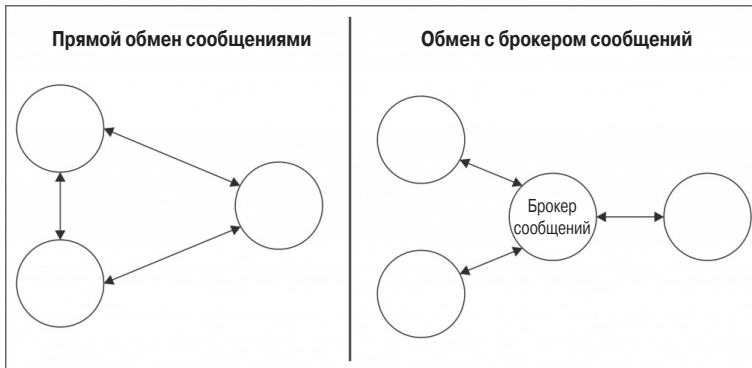 Прямой обмен сообщениями
Обмен с брокером сообщений
Брокер
сообщений